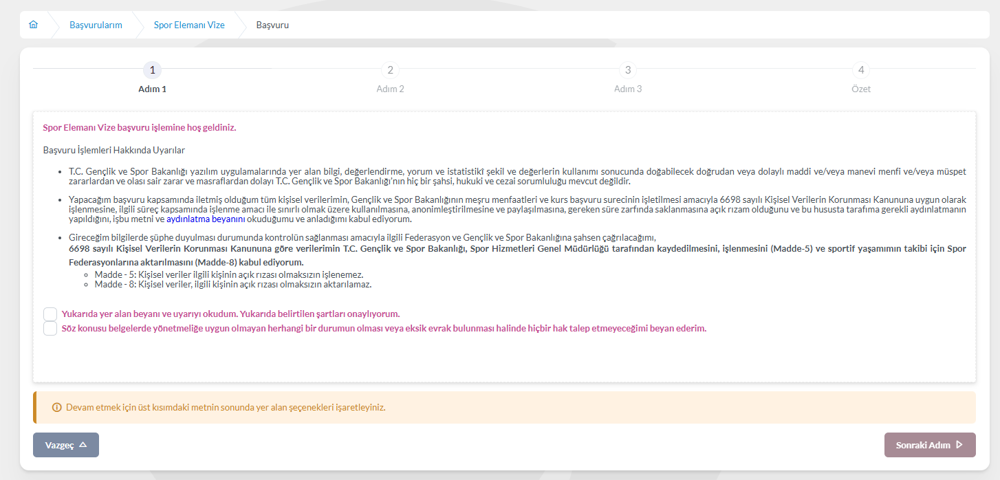 Başvurularım
Spor Elemanı Vize
Başvuru
1
2
3
4
Adım 1
Adım 2
Adım 3
Özet
Spor Elemanı Vize başvuru işlemine hoş geldiniz.
Başvuru İşlemleri Hakkında Uyarılar
T.C. Gençlik ve Spor Bakanlığı yazılım uygulamalarında yer alan bilgi, değerlendirme, yorum ve istatistikî şekil ve değerlerin kullanımı sonucunda doğabilecek doğrudan veya dolaylı maddi ve/veya manevi menfi ve/veya müspet
zararlardan ve olası sair zarar ve masraflardan dolayı T.C. Gençlik ve Spor Bakanlığı'nın hiç bir şahsi, hukuki ve cezai sorumluluğu mevcut değildir.
Yapacağım başvuru kapsamında iletmiş olduğum tüm kişisel verilerimin, Gençlik ve Spor Bakanlığının meşru menfaatleri ve kurs başvuru surecinin işletilmesi amacıyla 6698 sayılı Kişisel Verilerin Korunması Kanununa uygun olarak
işlenmesine, ilgili süreç kapsamında işlenme amacı ile sınırlı olmak üzere kullanılmasına, anonimleştirilmesine ve paylaşılmasına, gereken süre zarfında saklanmasına açık rızam olduğunu ve bu hususta tarafıma gerekli aydınlatmanın
yapıldığını, işbu metni ve aydınlatma beyanını okuduğumu ve anladığımı kabul ediyorum.
Gireceğim bilgilerde şüphe duyulması durumunda kontrolün sağlanması amacıyla ilgili Federasyon ve Gençlik ve Spor Bakanlığına şahsen çağrılacağımı,
6698 sayılı Kişisel Verilerin Korunması Kanununa göre verilerimin T.C. Gençlik ve Spor Bakanlığı, Spor Hizmetleri Genel Müdürlüğü tarafından kaydedilmesini, işlenmesini (Madde-5) ve sportif yaşamımın takibi için Spor
Federasyonlarına aktarılmasını (Madde-8) kabul ediyorum.
Madde - 5: Kişisel veriler ilgili kişinin açık rızası olmaksızın işlenemez.
Madde - 8: Kişisel veriler, ilgili kişinin açık rızası olmaksızın aktarılamaz.
Yukarıda yer alan beyanı ve uyarıyı okudum. Yukarıda belirtilen şartları onaylıyorum.
Söz konusu belgelerde yönetmeliğe uygun olmayan herhangi bir durumun olması veya eksik evrak bulunması halinde hiçbir hak talep etmeyeceğimi beyan ederim.
Devam etmek için üst kısımdaki metnin sonunda yer alan seçenekleri işaretleyiniz.
Vazgeç
Sonraki Adım